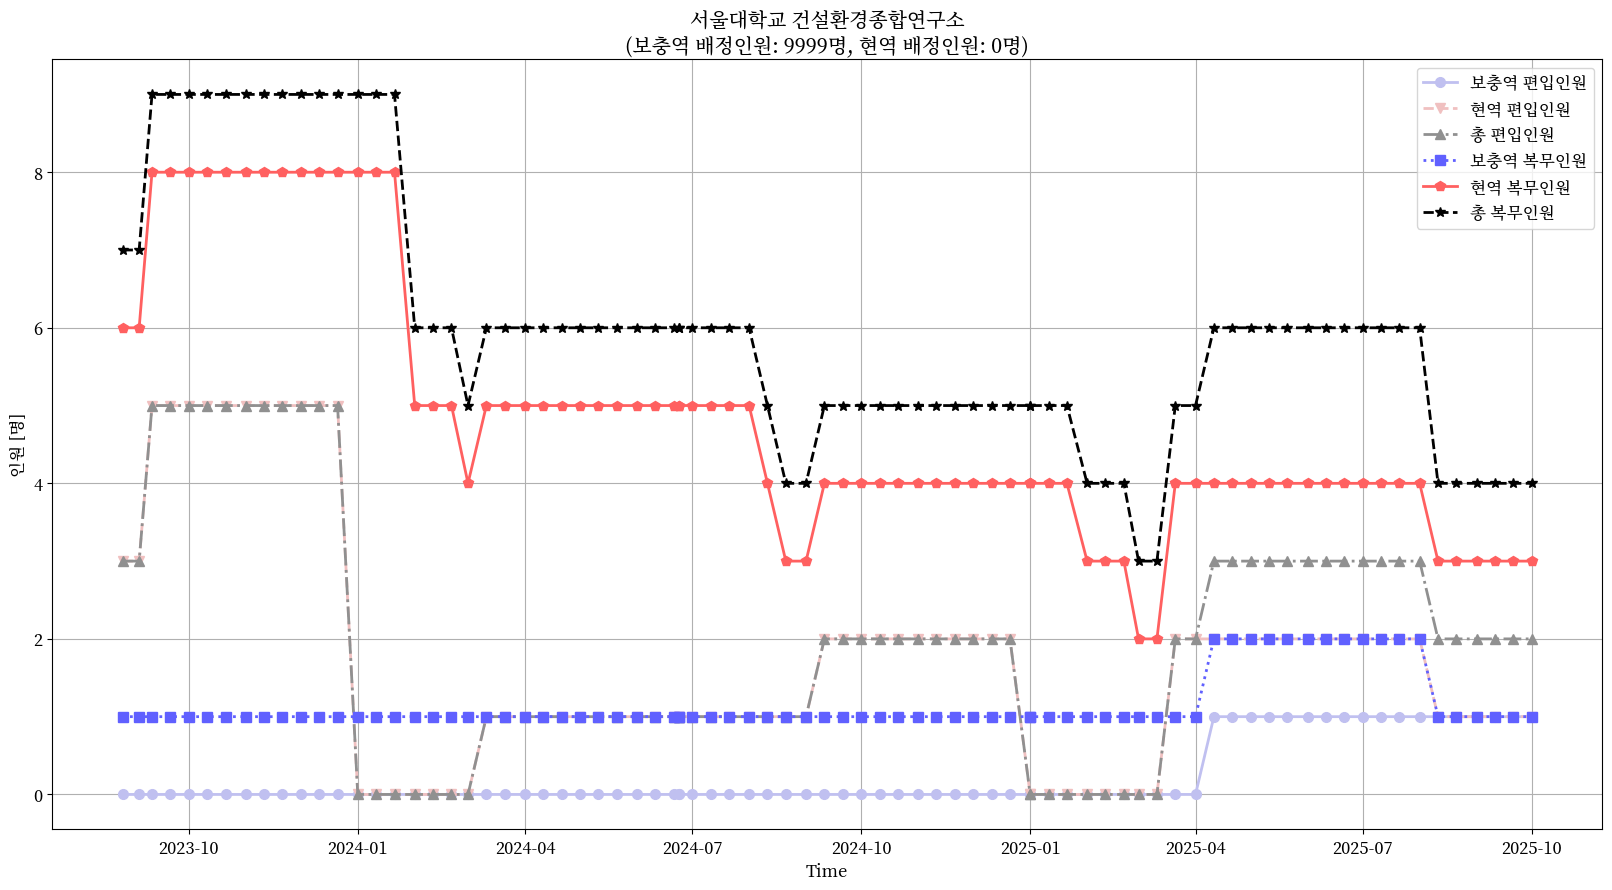 서울대학교 건설환경종합연구소
(보충역 배정인원: 9999명, 현역 배정인원: 0명)
보충역 편입인원
현역 편입인원
총 편입인원
보충역 복무인원
현역 복무인원
총 복무인원
인원 [명]
8
6
4
2
0
2023-10
2024-01
2024-04
2024-07
2024-10
2025-01
2025-04
2025-07
2025-10
Time